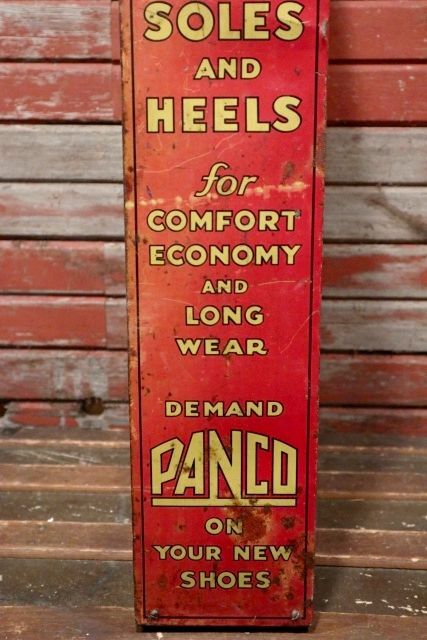 SOLES
AND
HEELS
for
COMFORT
ECONOMY
AND
LONG
WEAR
DEMAND
PANCO
ON
YOUR NEW
SHOES